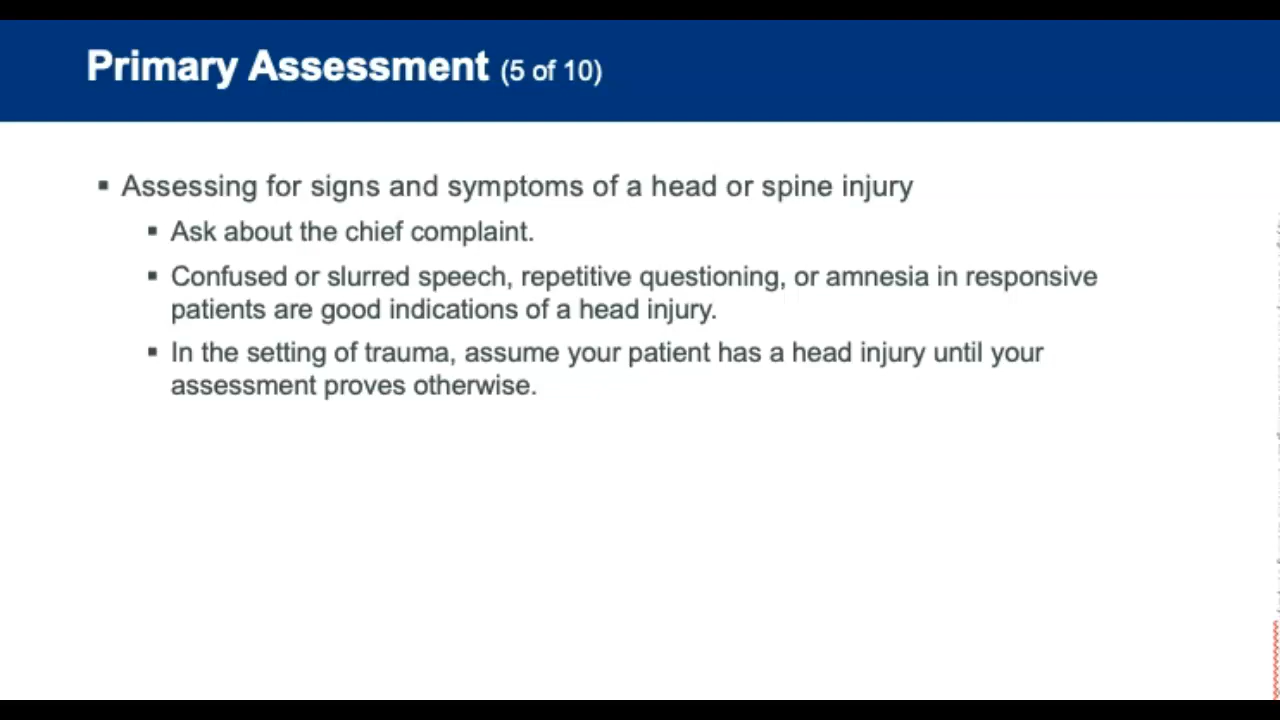 Primary Assessment (5 of 10)
▪ Assessing for signs and symptoms of a head or spine injury
▪ Ask about the chief complaint.
▪ Confused or slurred speech, repetitive questioning, or amnesia in responsive
patients are good indications of a head injury.
▪ In the setting of trauma, assume your patient has a head injury until your
assessment proves otherwise.